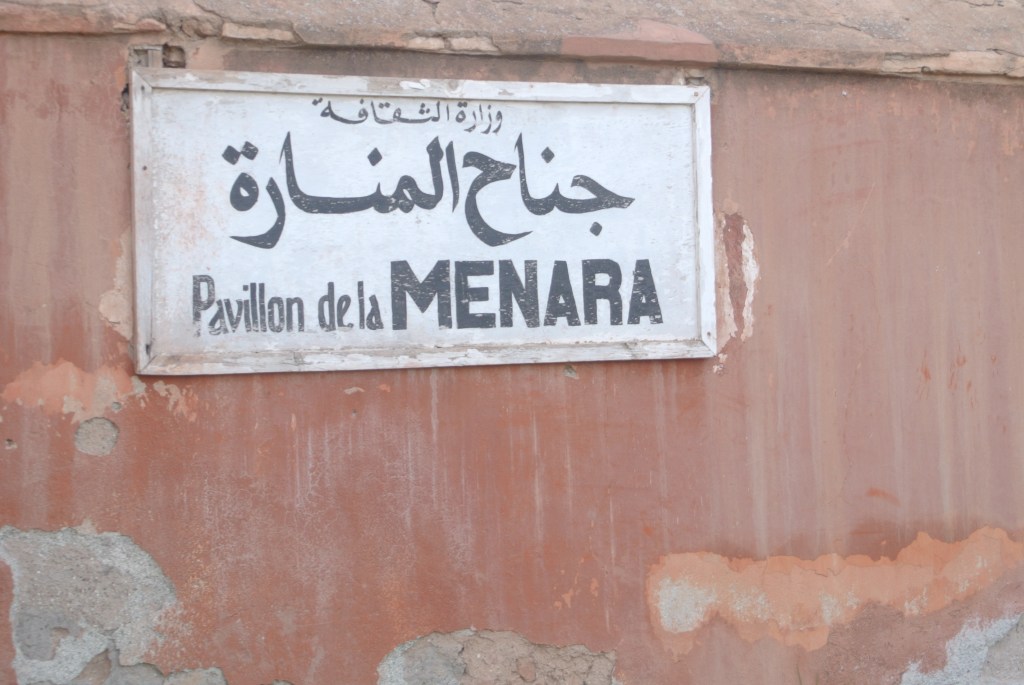 وزارة الثقافة
جناح المنارة
Pavillon de la MENARA